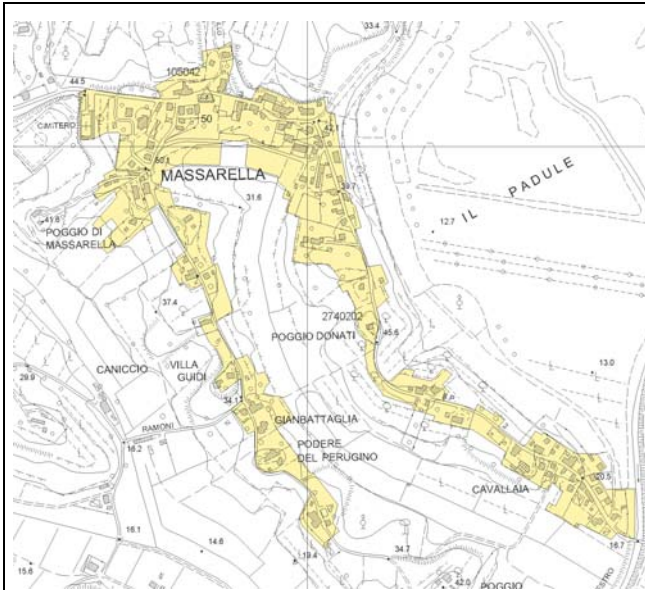 33.4
105042
44.5
CIMITERO
50
42.1
50.1
MASSARELLA
IL PADULE
39.7
31.6
41.8
12.7
POGGIO DI
MASSARELLA
37.4
2740202
POGGIO DONATI
45.6
CANICCIO
VILLA
GUIDI
13.0
29.9
34.1
GIANBATTAGLIA
RAMONI
16.2
PODERE
DEL PERUGINO
CAVALLAIA
20.5
16.1
14.6
16.7
19.4
34.7
15.6
42.0
POGGIO